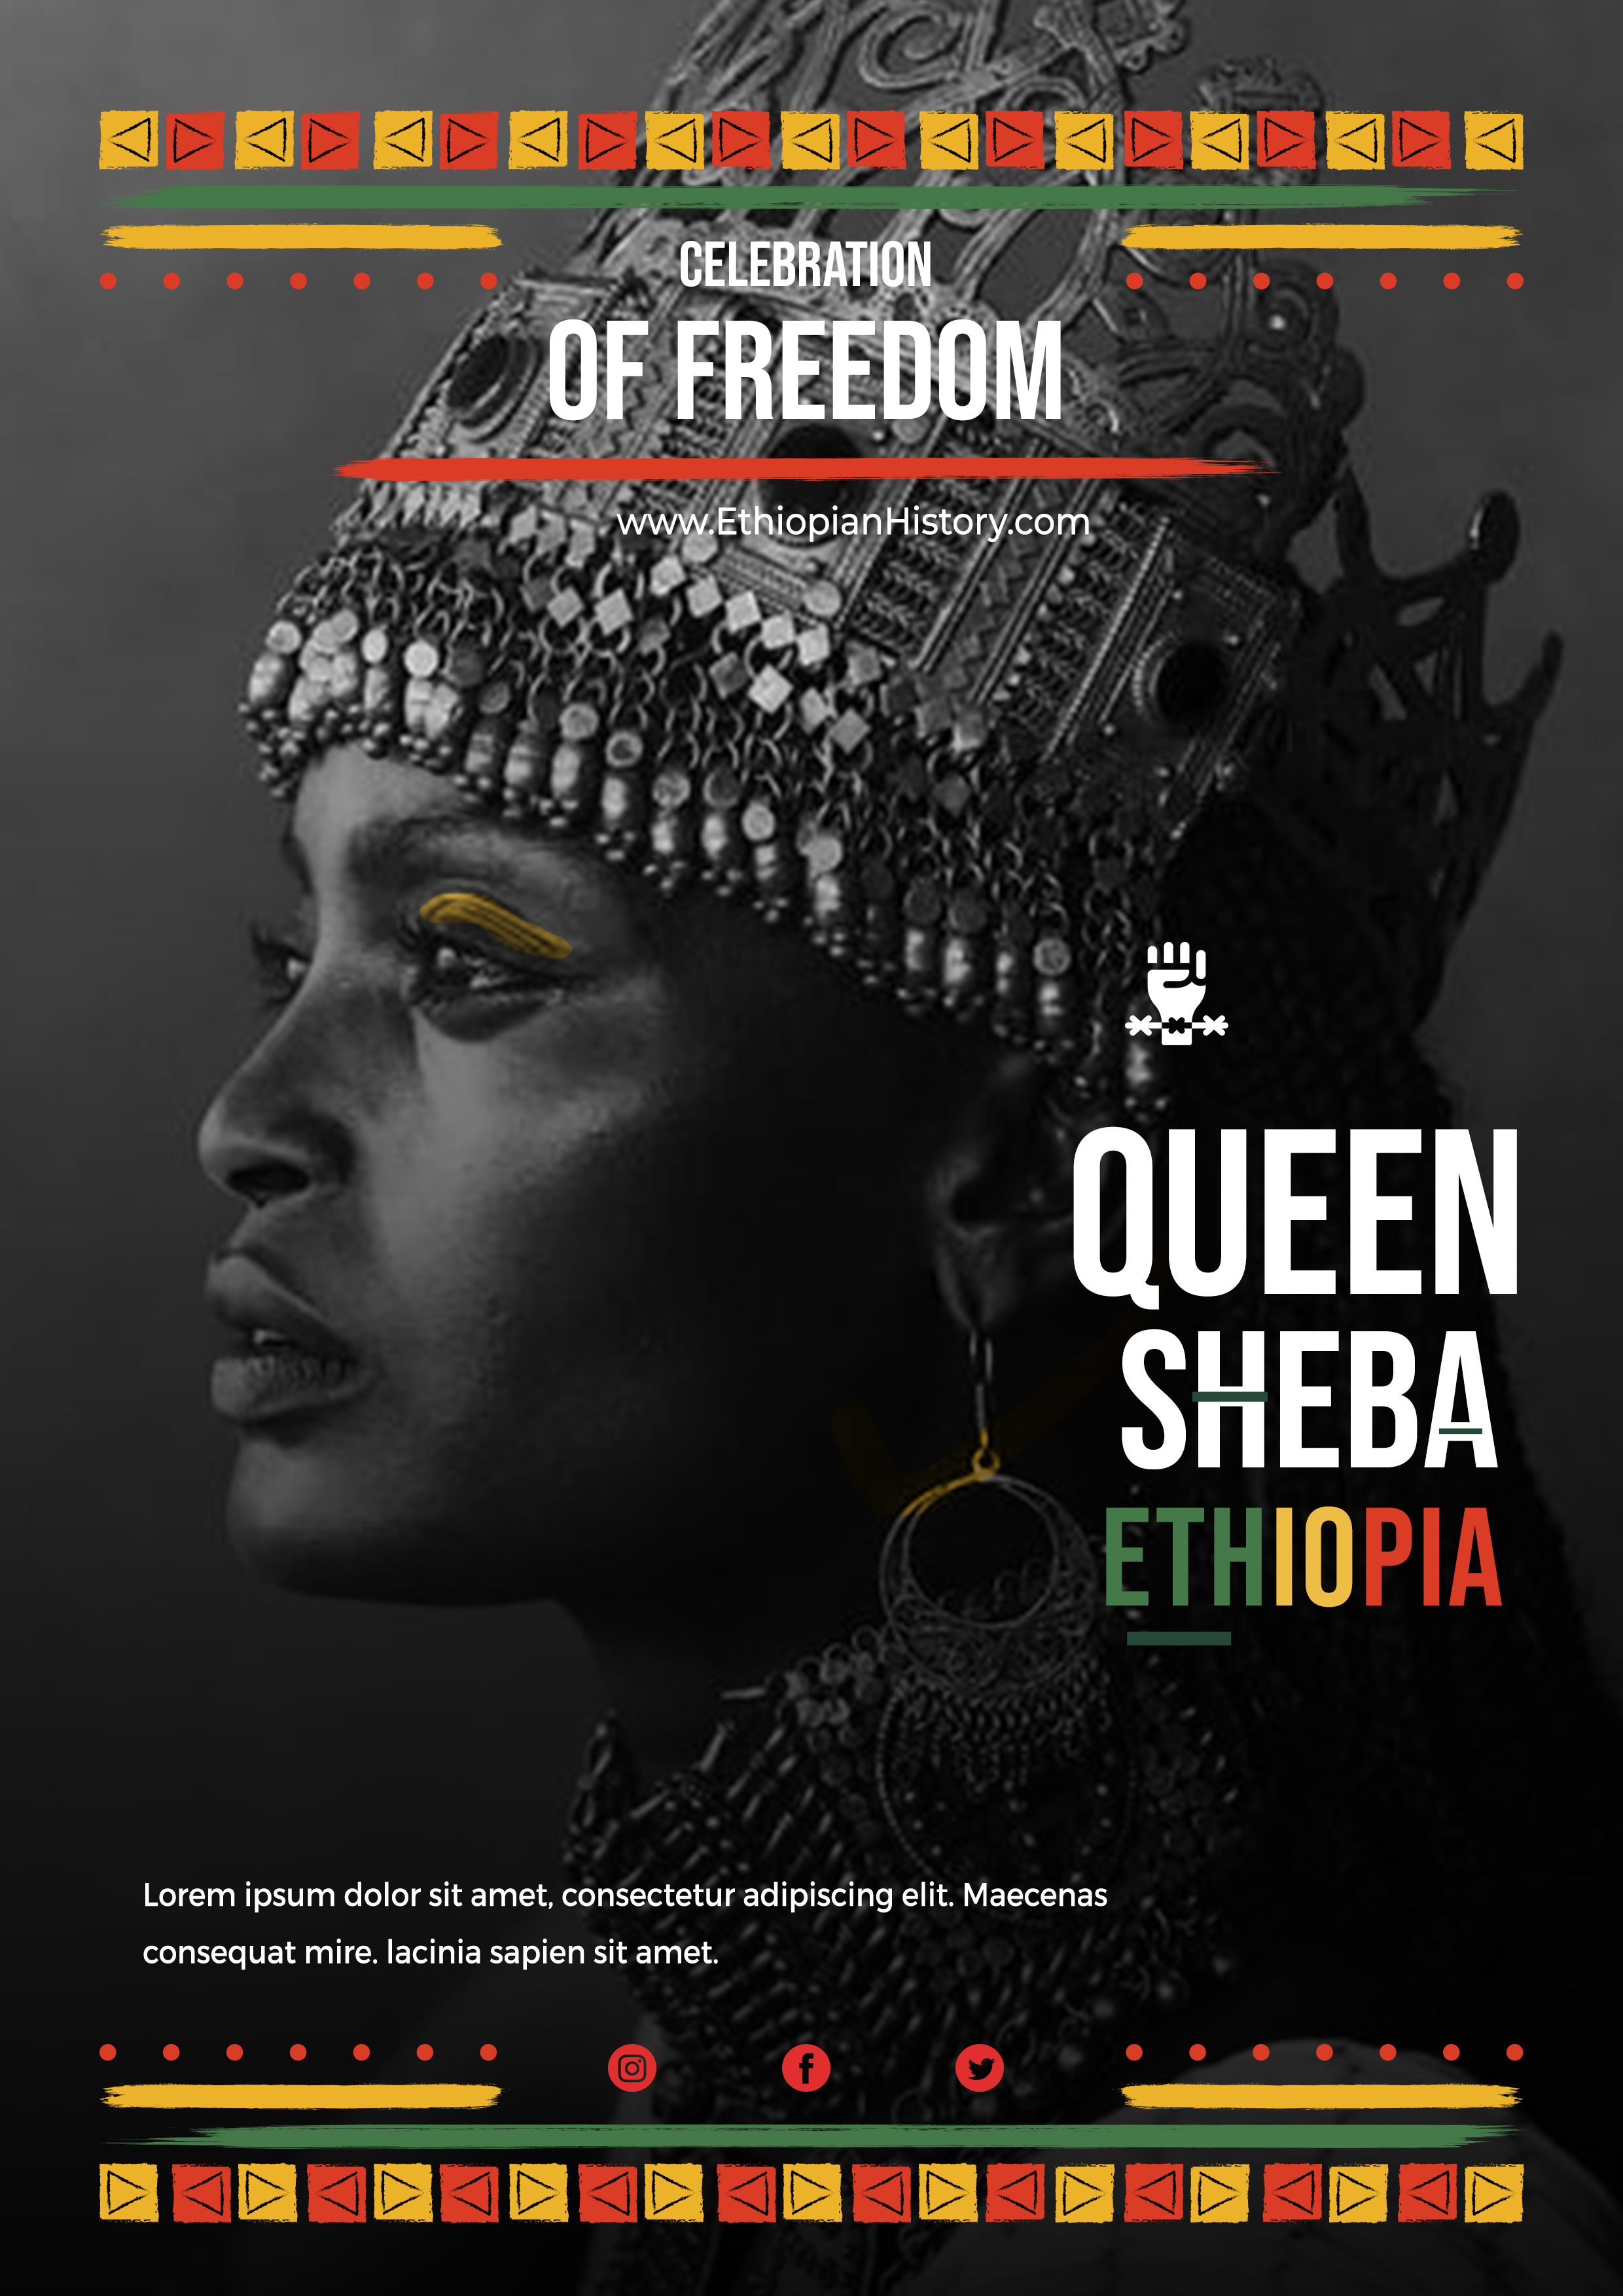 CELEBRATION
OF FREEDOM
www.EthiopianHistory.com
QUEEN
SHEBA
ETHIOPIA
Lorem ipsum dolor sit amet, consectetur adipiscing elit. Maecenas
consequat mire. lacinia sapien sit amet.